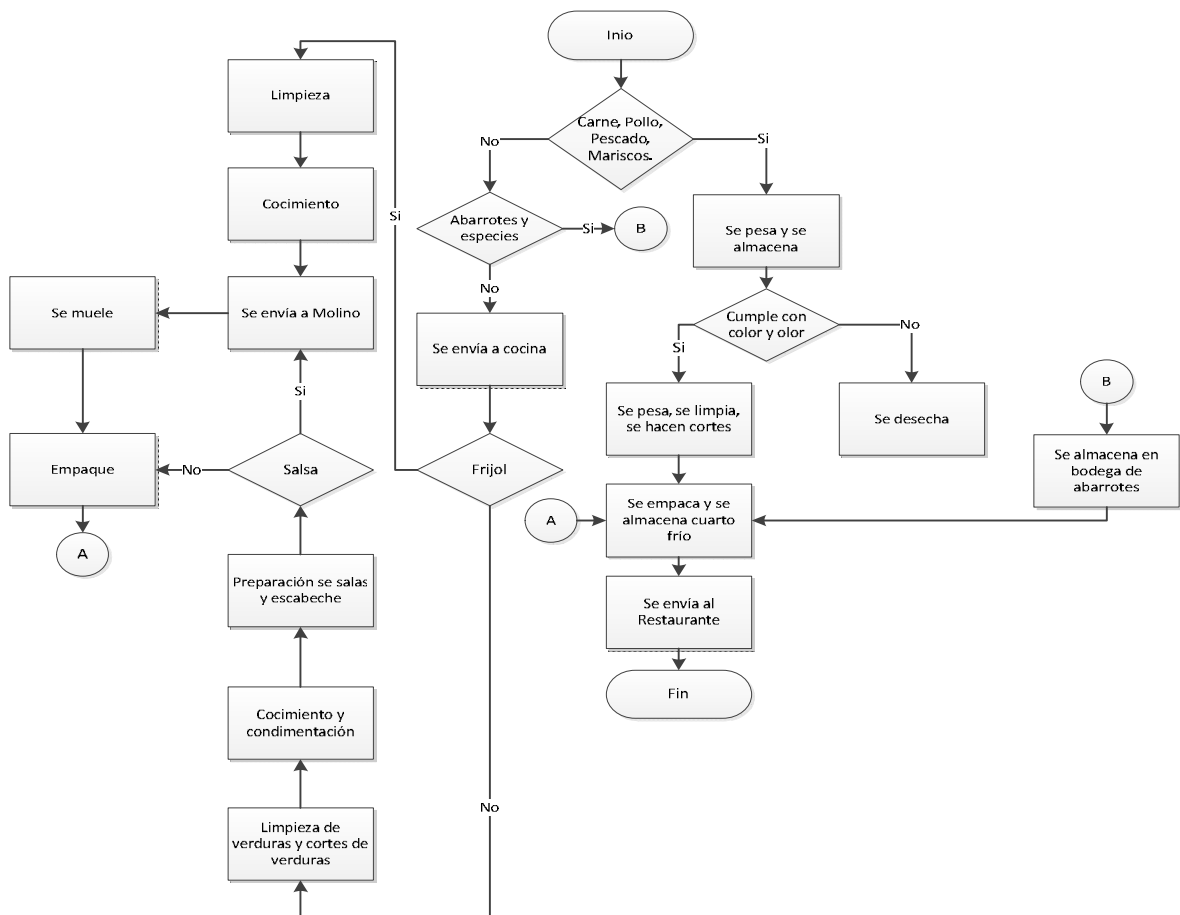 Inio
Carne, Pollo,
Pescado,
Mariscos.
No
Si
Abarrotes y
especies
Si
B
No
Se envía a cocina
Frijol
Si
No
Se pesa y se
almacena
Cumple con
color y olor
Si
No
Se pesa, se limpia,
se hacen cortes
Se desecha
B
Se almacena en
bodega de
abarrotes
A
Se empaca y se
almacena cuarto
frío
Se envía al
Restaurante
Fin
Limpieza
Cocimiento
Se envía a Molino
Se muele
Si
Salsa
No
Empaque
A
Preparación se salas
y escabeche
Cocimiento y
condimentación
Limpieza de
verduras y cortes de
verduras